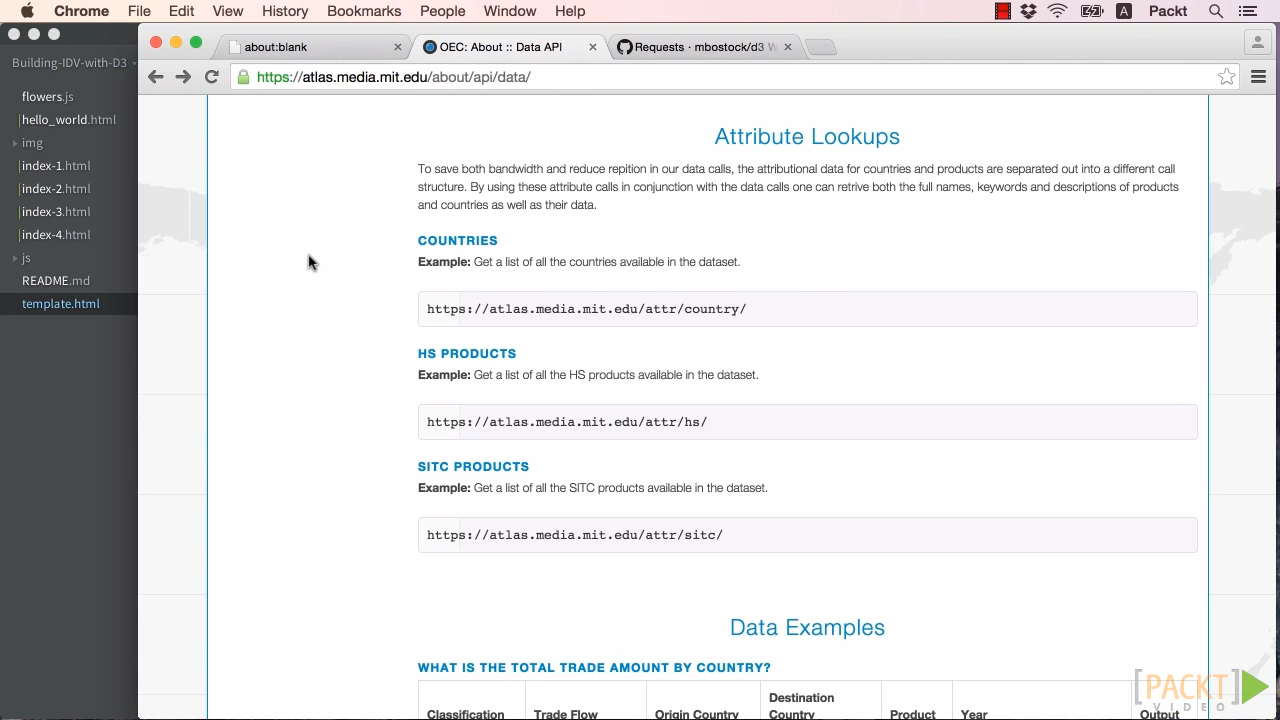 Chrome File Edit View History Bookmarks People Window Help A Packt
Building-IDV-with-D3
flowers.js
hello_world.html
img
index-1.html
index-2.html
index-3.html
index-4.html
js
README.md
template.html
about:blank
OEC: About :: Data API
Requests · mbostock/d3 W
https://atlas.media.mit.edu/about/api/data/
Attribute Lookups
To save both bandwidth and reduce repition in our data calls, the attributional data for countries and products are separated out into a different call
structure. By using these attribute calls in conjunction with the data calls one can retrive both the full names, keywords and descriptions of products
and countries as well as their data.
COUNTRIES
Example: Get a list of all the countries available in the dataset.
https://atlas.media.mit.edu/attr/country/
HS PRODUCTS
Example: Get a list of all the HS products available in the dataset.
https://atlas.media.mit.edu/attr/hs/
SITC PRODUCTS
Example: Get a list of all the SITC products available in the dataset.
https://atlas.media.mit.edu/attr/sitc/
Data Examples
WHAT IS THE TOTAL TRADE AMOUNT BY COUNTRY?
Classification Trade Flow Origin Country Destination Country Product Year Output
[PACKT]
VIDEO